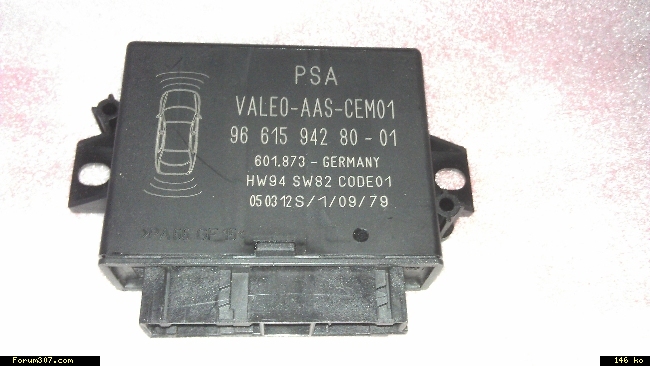 PSA
VALEO-AAS-CEM01
96 615 942 80-01
601.873 - GERMANY
HW94 SW82 CODE01
050312S/1/09/79
Forum307.com
146 ko